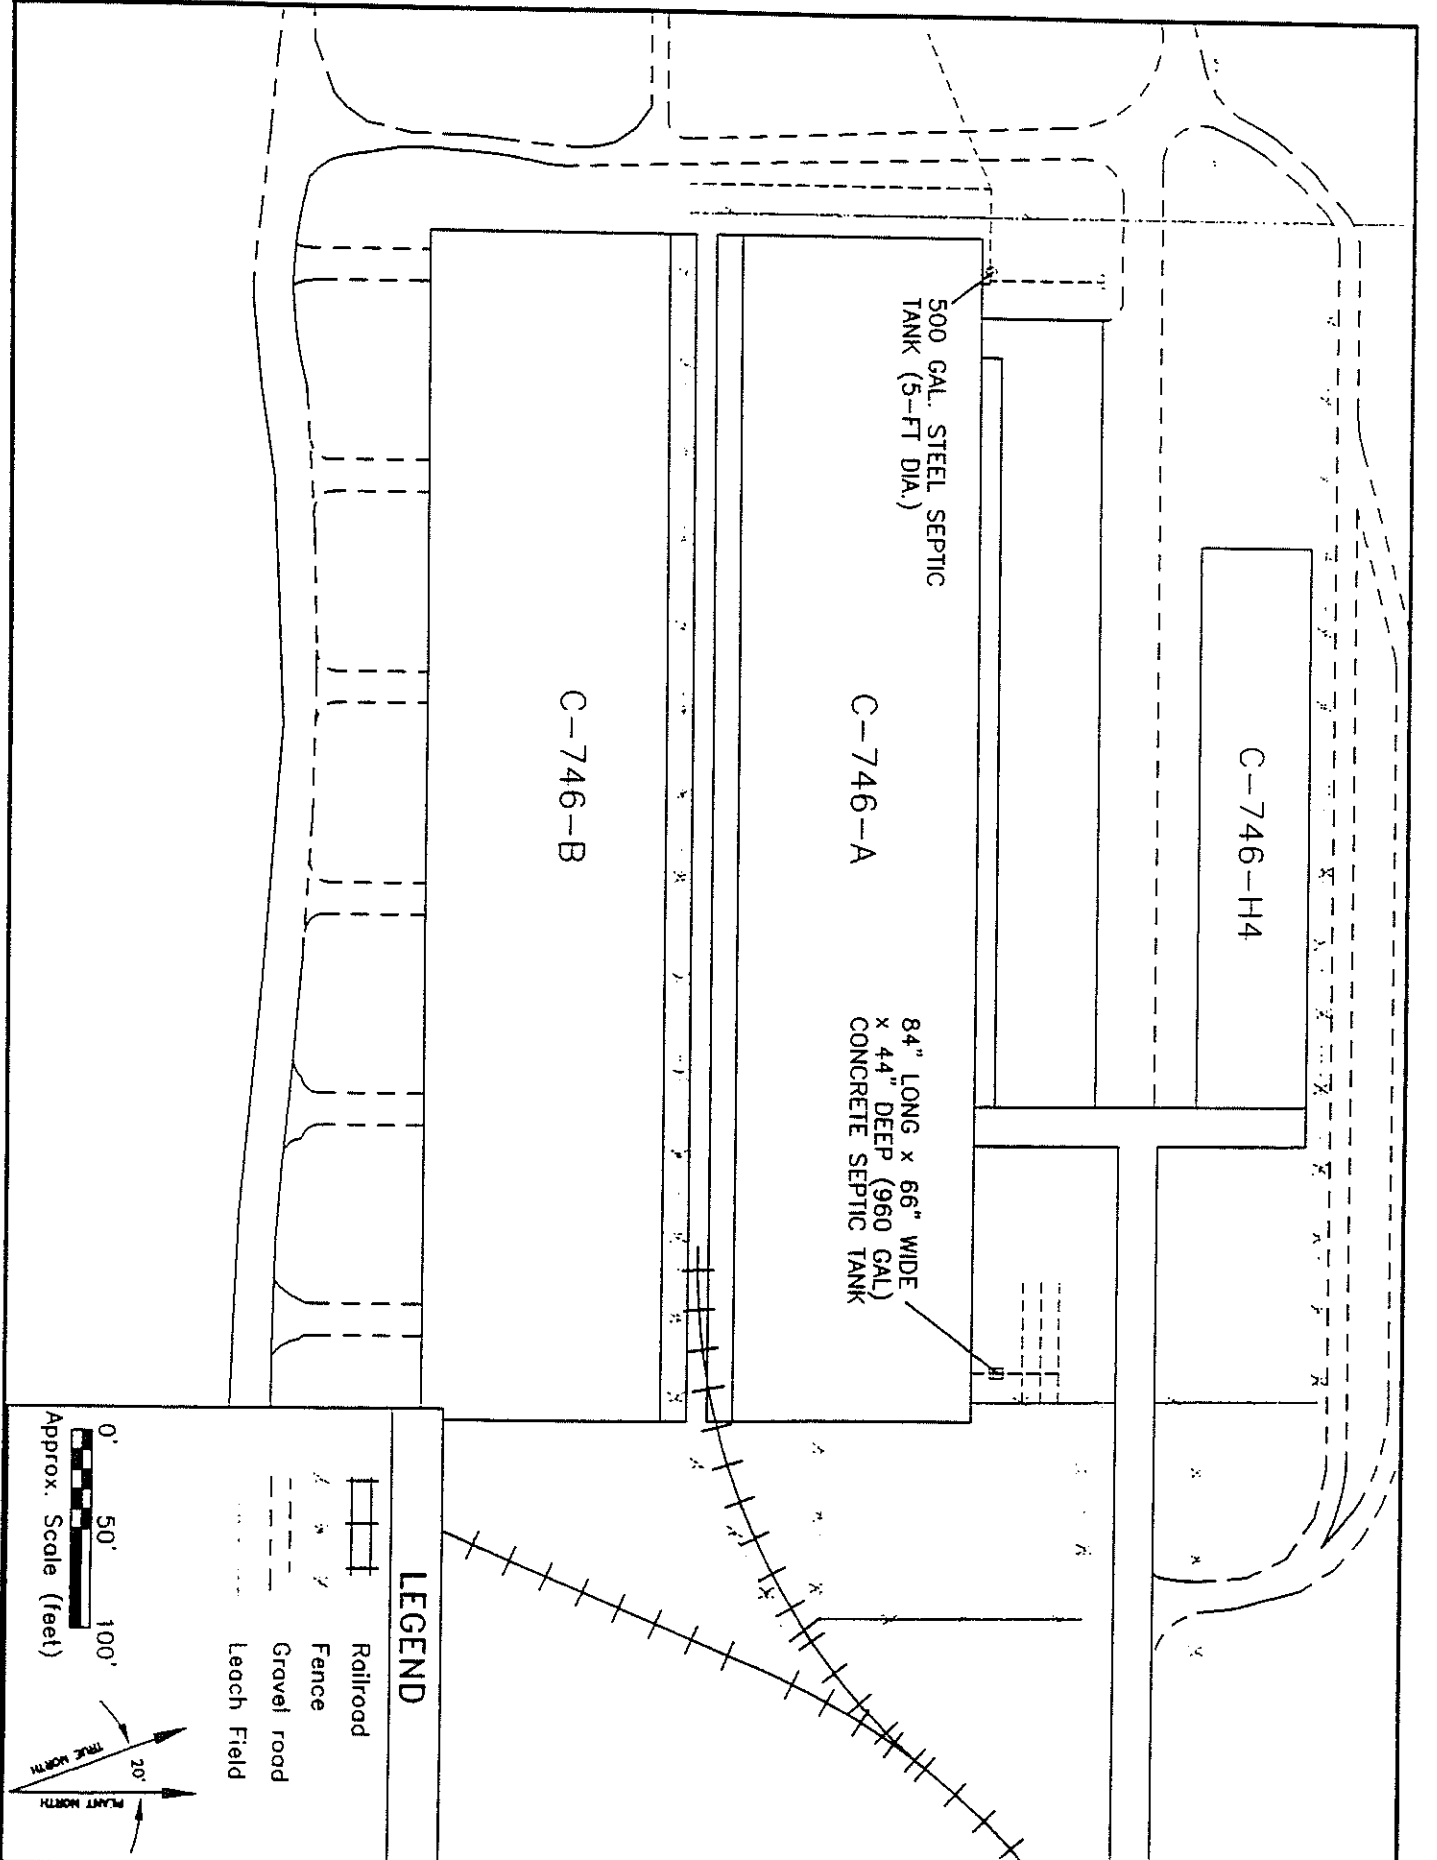 C-746-H4
500 GAL. STEEL SEPTIC
TANK (5-FT DIA.)
C-746-A
84" LONG x 66" WIDE
x 44" DEEP (960 GAL)
CONCRETE SEPTIC TANK
C-746-B
LEGEND
Railroad
Fence
Gravel road
Leach Field
0' 50' 100'
Approx. Scale (feet)
TRUE NORTH
20'
PLANT NORTH